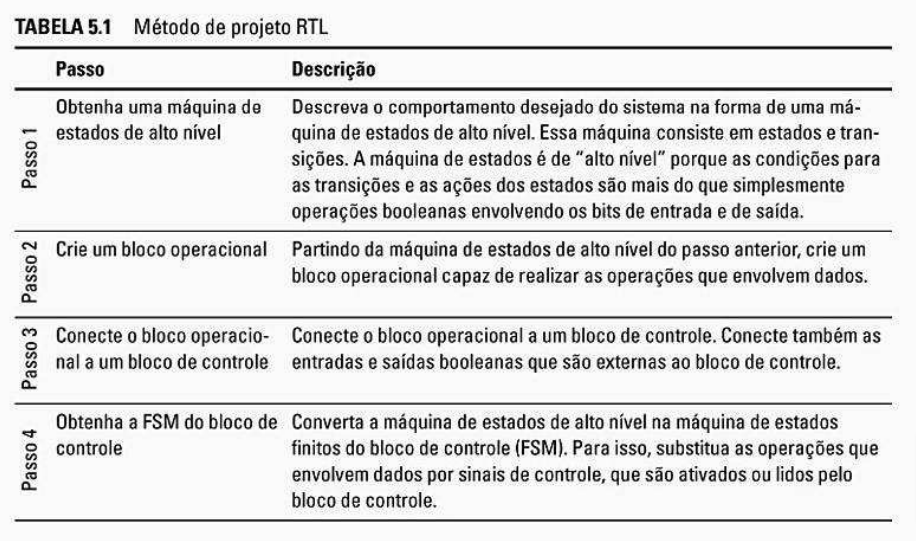 TABELA 5.1 Método de projeto RTL
Passo Descrição
Passo 1
Obtenha uma máquina de
estados de alto nível
Descreva o comportamento desejado do sistema na forma de uma má-
quina de estados de alto nível. Essa máquina consiste em estados e tran-
sições. A máquina de estados é de “alto nível” porque as condições para
as transições e as ações dos estados são mais do que simplesmente
operações booleanas envolvendo os bits de entrada e de saída.
Passo 2
Crie um bloco operacional
Partindo da máquina de estados de alto nível do passo anterior, crie um
bloco operacional capaz de realizar as operações que envolvem dados.
Passo 3
Conecte o bloco operacio-
nal a um bloco de controle
Conecte o bloco operacional a um bloco de controle. Conecte também as
entradas e saídas booleanas que são externas ao bloco de controle.
Passo 4
Obtenha a FSM do bloco de
controle
Converta a máquina de estados de alto nível na máquina de estados
finitos do bloco de controle (FSM). Para isso, substitua as operações que
envolvem dados por sinais de controle, que são ativados ou lidos pelo
bloco de controle.